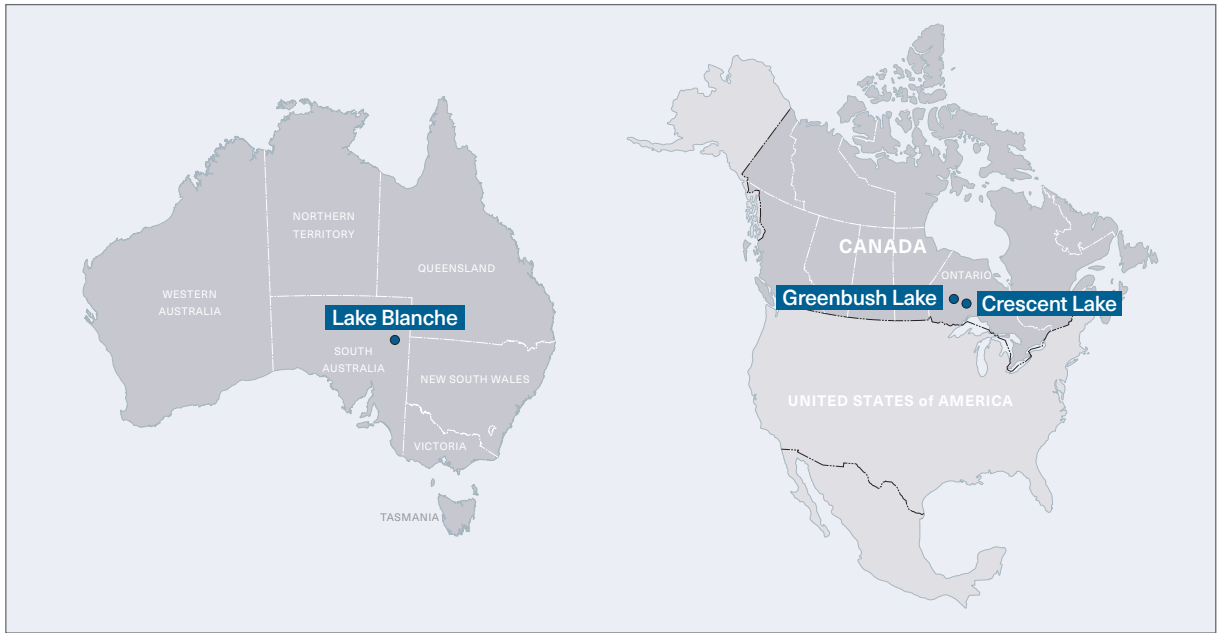 NORTHERN
TERRITORY
QUEENSLAND
WESTERN
AUSTRALIA
Lake Blanche
SOUTH
AUSTRALIA
NEW SOUTH WALES
VICTORIA
TASMANIA
CANADA
ONTARIO
Greenbush Lake
Crescent Lake
UNITED STATES of AMERICA